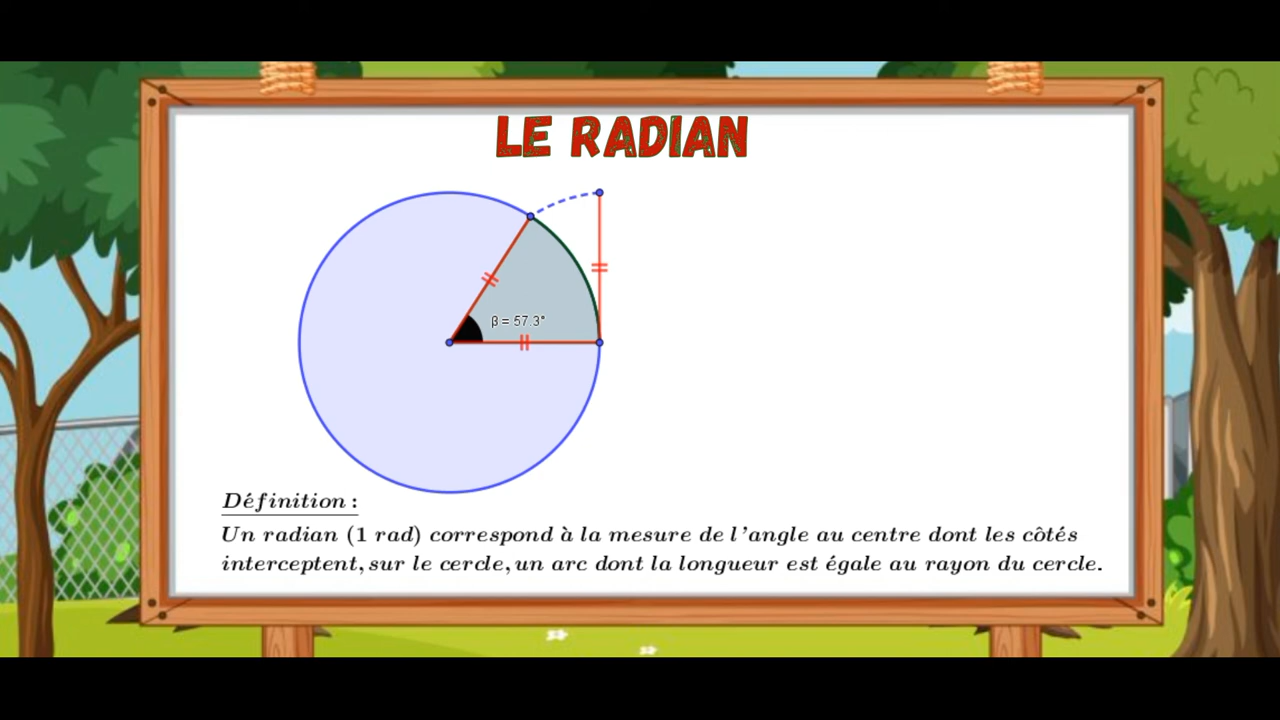 LE RADIAN
β = 57.3°
Définition :
Un radian (1 rad) correspond à la mesure de l'angle au centre dont les côtés
interceptent, sur le cercle, un arc dont la longueur est égale au rayon du cercle.